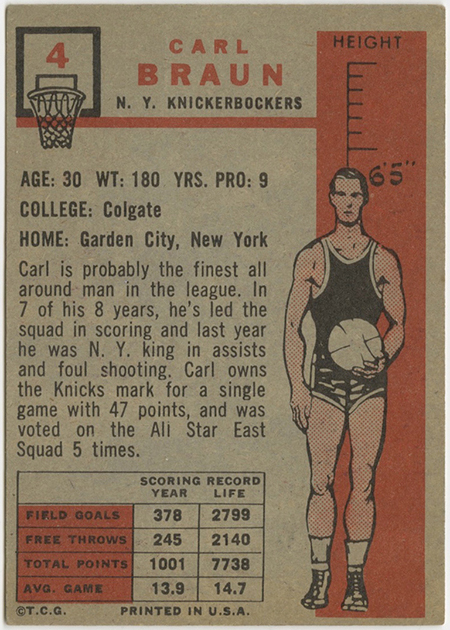 4
CARL
BRAUN
N. Y. KNICKERBOCKERS
HEIGHT
6'5"
AGE: 30 WT: 180 YRS. PRO: 9
COLLEGE: Colgate
HOME: Garden City, New York
Carl is probably the finest all
around man in the league. In
7 of his 8 years, he's led the
squad in scoring and last year
he was N. Y. king in assists
and foul shooting. Carl owns
the Knicks mark for a single
game with 47 points, and was
voted on the All Star East
Squad 5 times.
SCORING RECORD
YEAR LIFE
FIELD GOALS 378 2799
FREE THROWS 245 2140
TOTAL POINTS 1001 7738
AVG. GAME 13.9 14.7
©T.C.G. PRINTED IN U.S.A.